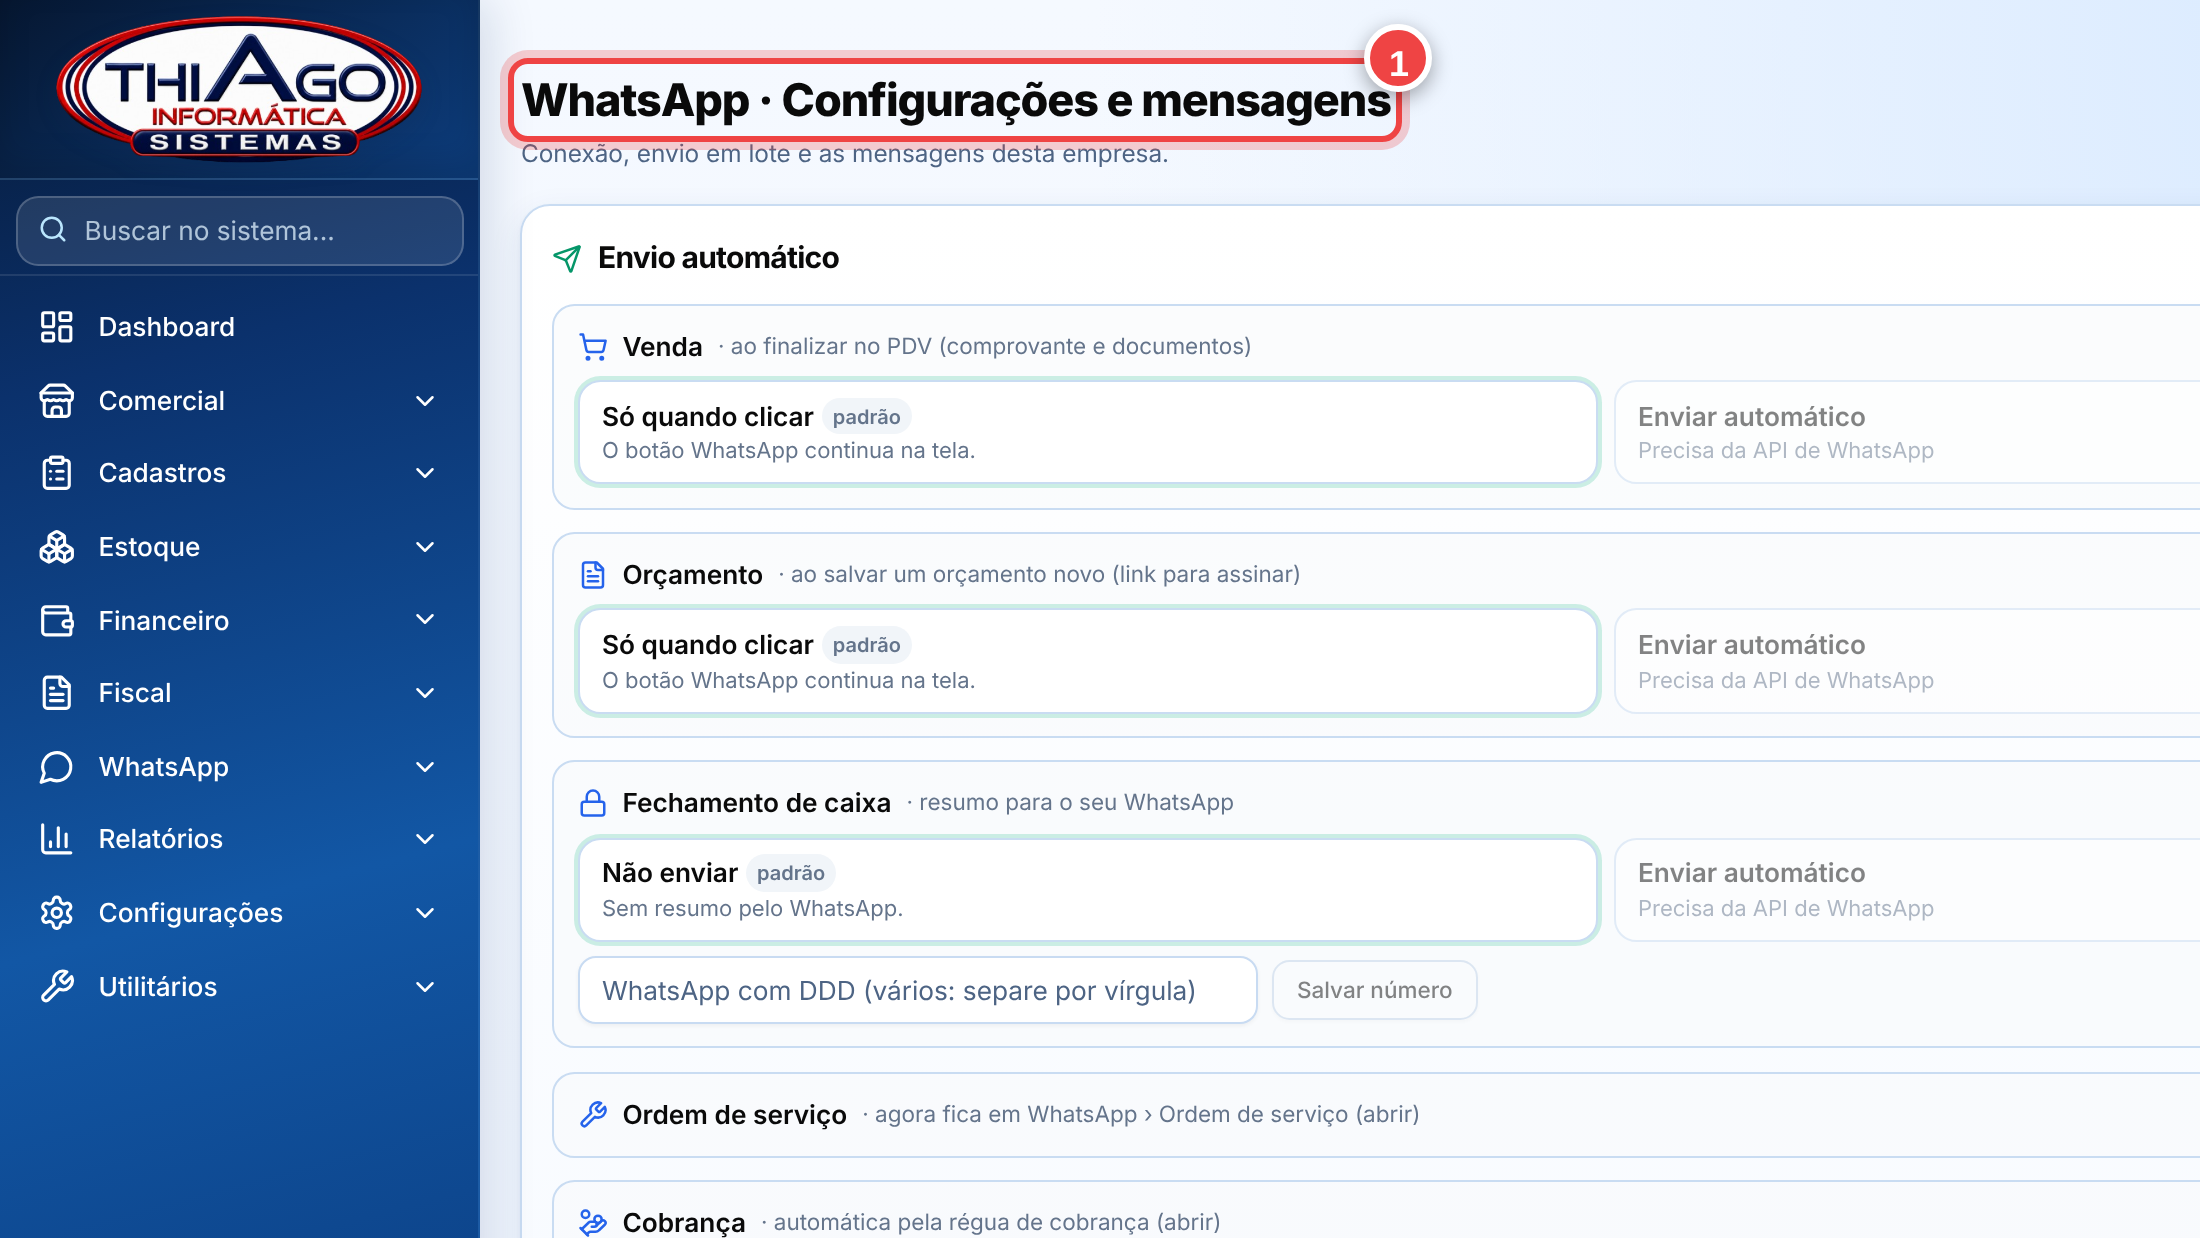 THIAGO
INFORMÁTICA
SISTEMAS
Buscar no sistema...
Dashboard
Comercial
Cadastros
Estoque
Financeiro
Fiscal
WhatsApp
Relatórios
Configurações
Utilitários
1
WhatsApp · Configurações e mensagens
Conexão, envio em lote e as mensagens desta empresa.
Envio automático
Venda · ao finalizar no PDV (comprovante e documentos)
Só quando clicar padrão
O botão WhatsApp continua na tela.
Enviar automático
Precisa da API de WhatsApp
Orçamento · ao salvar um orçamento novo (link para assinar)
Só quando clicar padrão
O botão WhatsApp continua na tela.
Enviar automático
Precisa da API de WhatsApp
Fechamento de caixa · resumo para o seu WhatsApp
Não enviar padrão
Sem resumo pelo WhatsApp.
Enviar automático
Precisa da API de WhatsApp
WhatsApp com DDD (vários: separe por vírgula)
Salvar número
Ordem de serviço · agora fica em WhatsApp › Ordem de serviço (abrir)
Cobrança · automática pela régua de cobrança (abrir)